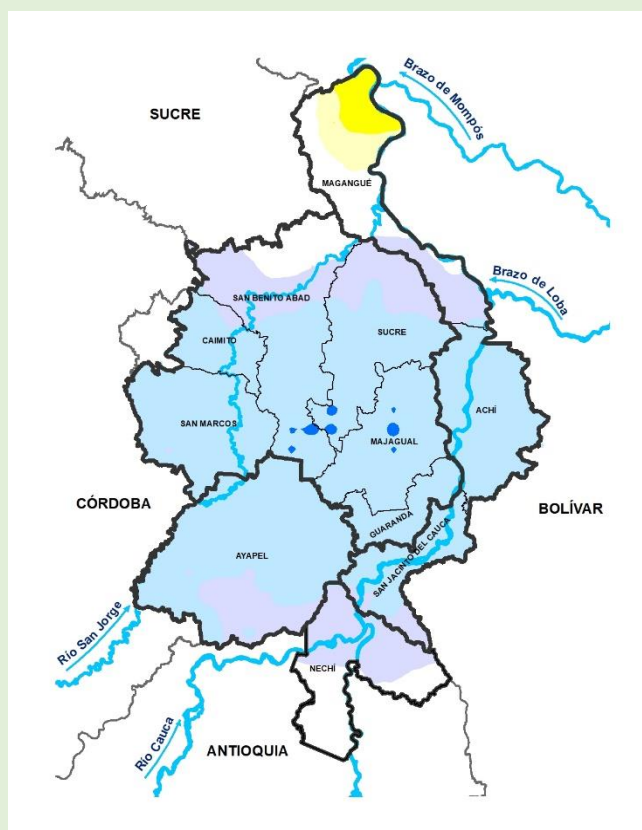 Brazo de Mompós
SUCRE
MAGANGUÉ
Brazo de Loba
SAN BENITO ABAD
SUCRE
CAIMITO
ACHÍ
SAN MARCOS
MAJAGUAL
CÓRDOBA
BOLÍVAR
GUARANDA
AYAPEL
SAN JACINTO DEL CAUCA
Río San Jorge
NECHÍ
Río Cauca
ANTIOQUIA